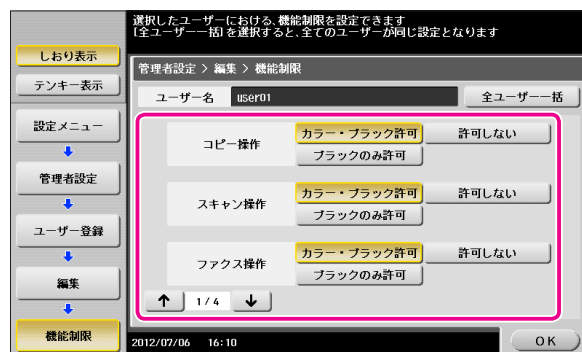 選択したユーザーにおける、機能制限を設定できます
[全ユーザー一括]を選択すると、全てのユーザーが同じ設定となります
しおり表示
テンキー表示
設定メニュー
管理者設定
ユーザー登録
編集
機能制限
管理者設定 > 編集 > 機能制限
ユーザー名 user01 全ユーザー一括
コピー操作 カラー・ブラック許可 許可しない
ブラックのみ許可
スキャン操作 カラー・ブラック許可 許可しない
ブラックのみ許可
ファクス操作 カラー・ブラック許可 許可しない
ブラックのみ許可
↑ 1/4 ↓
2012/07/06 16:10 OK